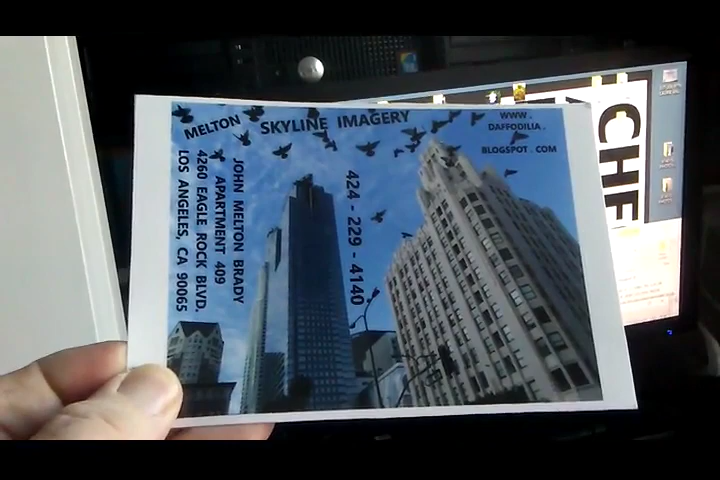 MELTON SKYLINE IMAGERY
WWW.
DAFFODILIA.
BLOGSPOT.COM
424-229-4140
JOHN MELTON BRADY
APARTMENT 409
4260 EAGLE ROCK BLVD.
LOS ANGELES, CA 90065
CHE